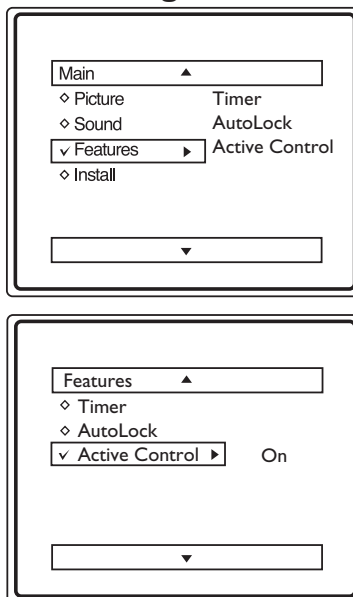 Main ▲
◇ Picture Timer
◇ Sound AutoLock
✓ Features ▶ Active Control
◇ Install
▼
Features ▲
◇ Timer
◇ AutoLock
✓ Active Control ▶ On
▼